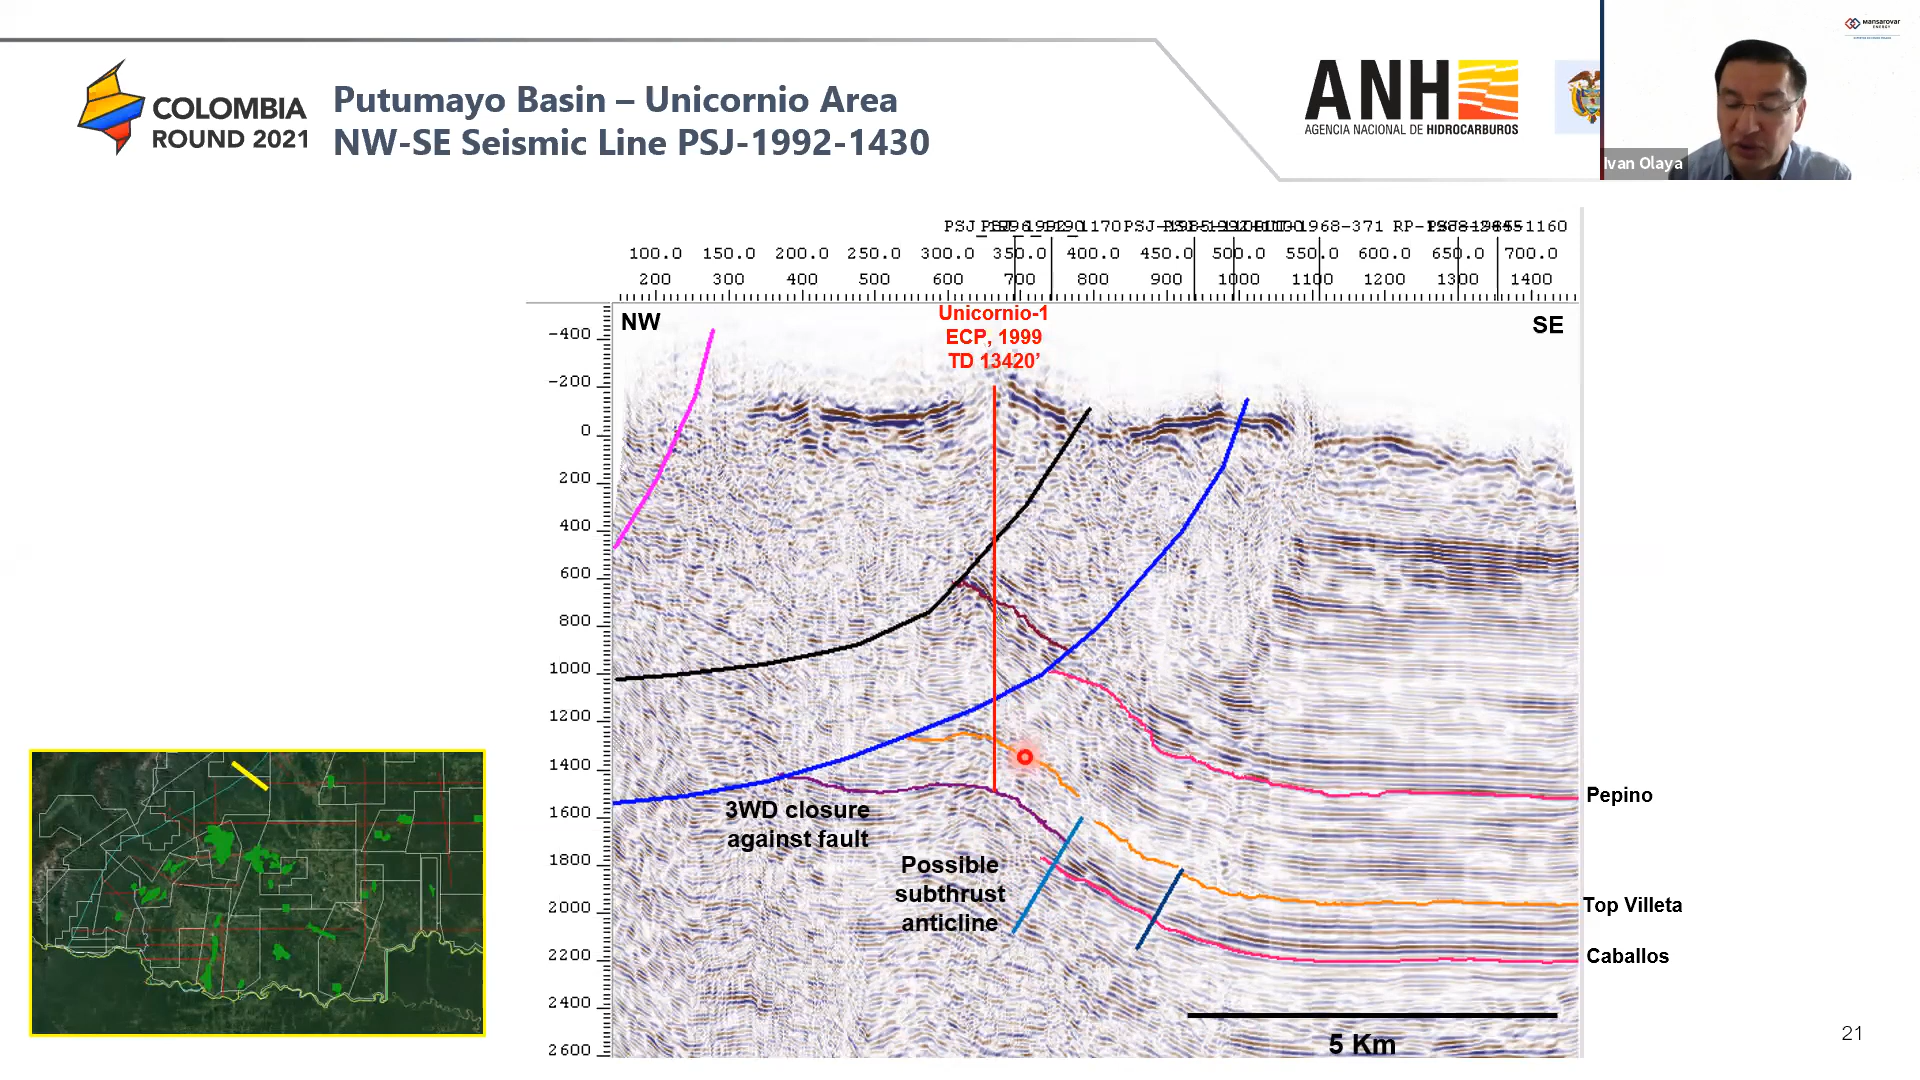 COLOMBIA
ROUND 2021
Putumayo Basin – Unicornio Area
NW-SE Seismic Line PSJ-1992-1430
ANH
AGENCIA NACIONAL DE HIDROCARBUROS
MANSAROVAR
ENERGY
Ivan Olaya
100.0 150.0 200.0 250.0 300.0 350.0 400.0 450.0 500.0 550.0 600.0 650.0 700.0
200 300 400 500 600 700 800 900 1000 1100 1200 1300 1400
NW
SE
Unicornio-1
ECP, 1999
TD 13420’
-400
-200
0
200
400
600
800
1000
1200
1400
1600
1800
2000
2200
2400
2600
3WD closure
against fault
Possible
subthrust
anticline
Pepino
Top Villeta
Caballos
5 Km
21